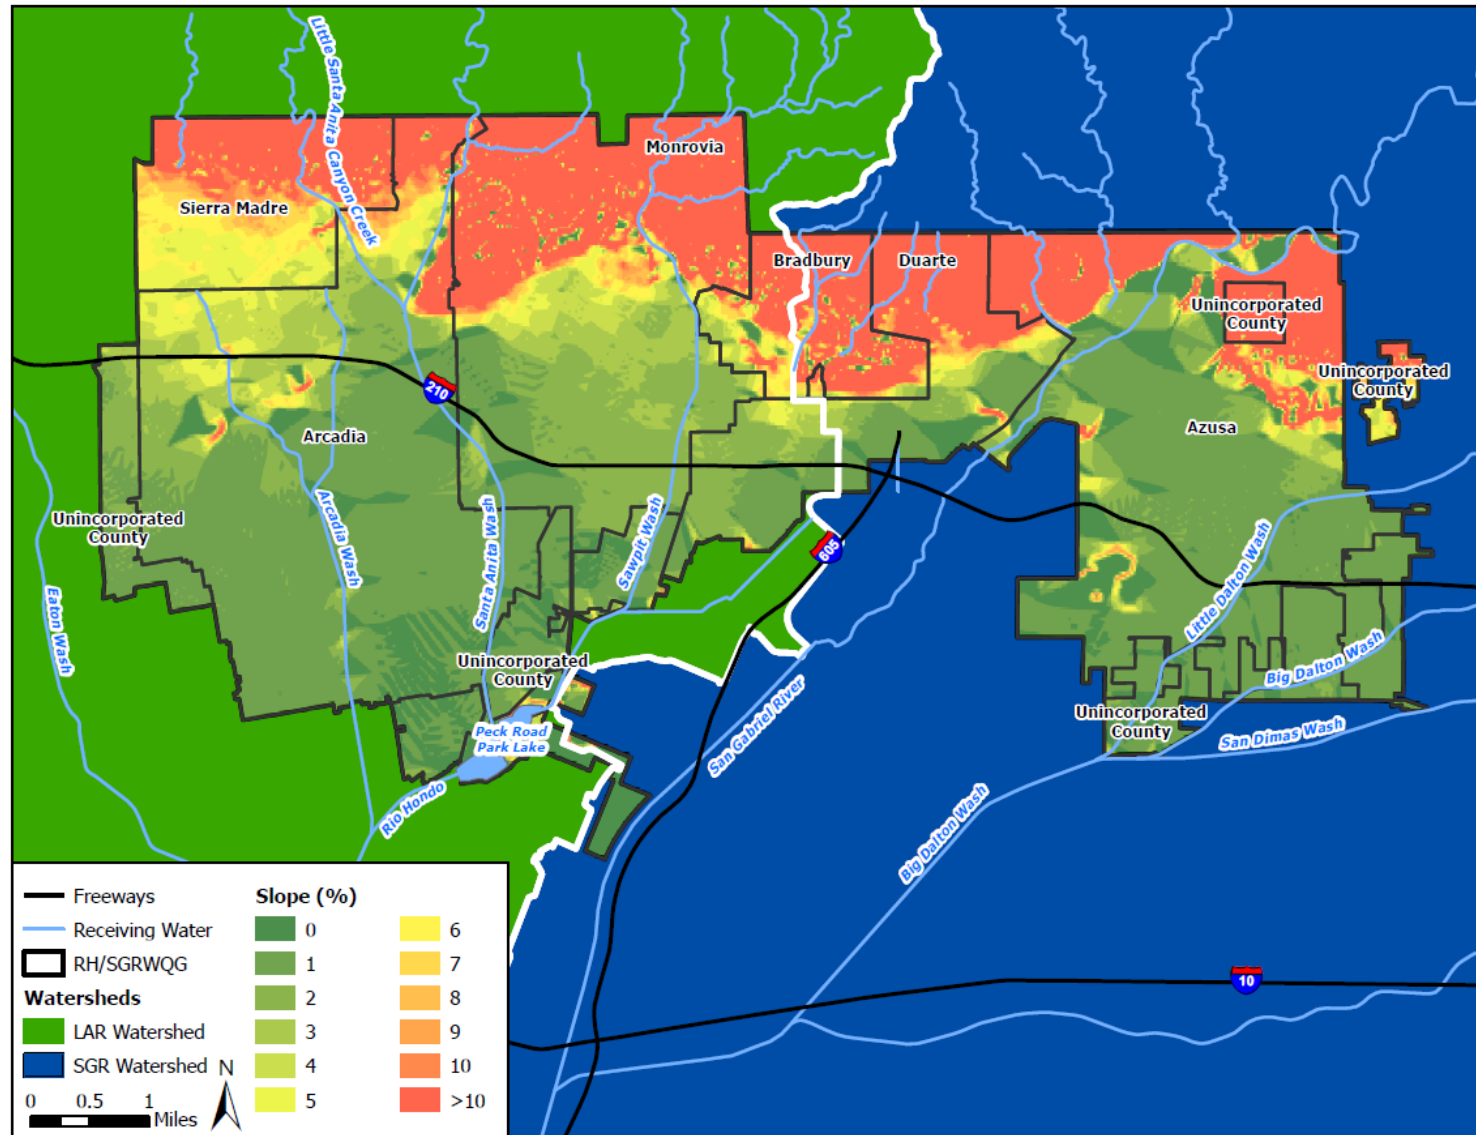 Little Santa Anita Canyon Creek
Monrovia
Sierra Madre
Bradbury
Duarte
Unincorporated
County
Unincorporated
County
210
Arcadia
Azusa
Unincorporated
County
Arcadia Wash
Santa Anita Wash
Sawpit Wash
605
Little Dalton Wash
Eaton Wash
Unincorporated
County
Big Dalton Wash
Peck Road
Park Lake
San Gabriel River
Unincorporated
County
San Dimas Wash
Rio Hondo
Big Dalton Wash
10
Freeways
Receiving Water
RH/SGRWQG
Watersheds
LAR Watershed
SGR Watershed
N
0 0.5 1
Miles
Slope (%)
0
1
2
3
4
5
6
7
8
9
10
>10